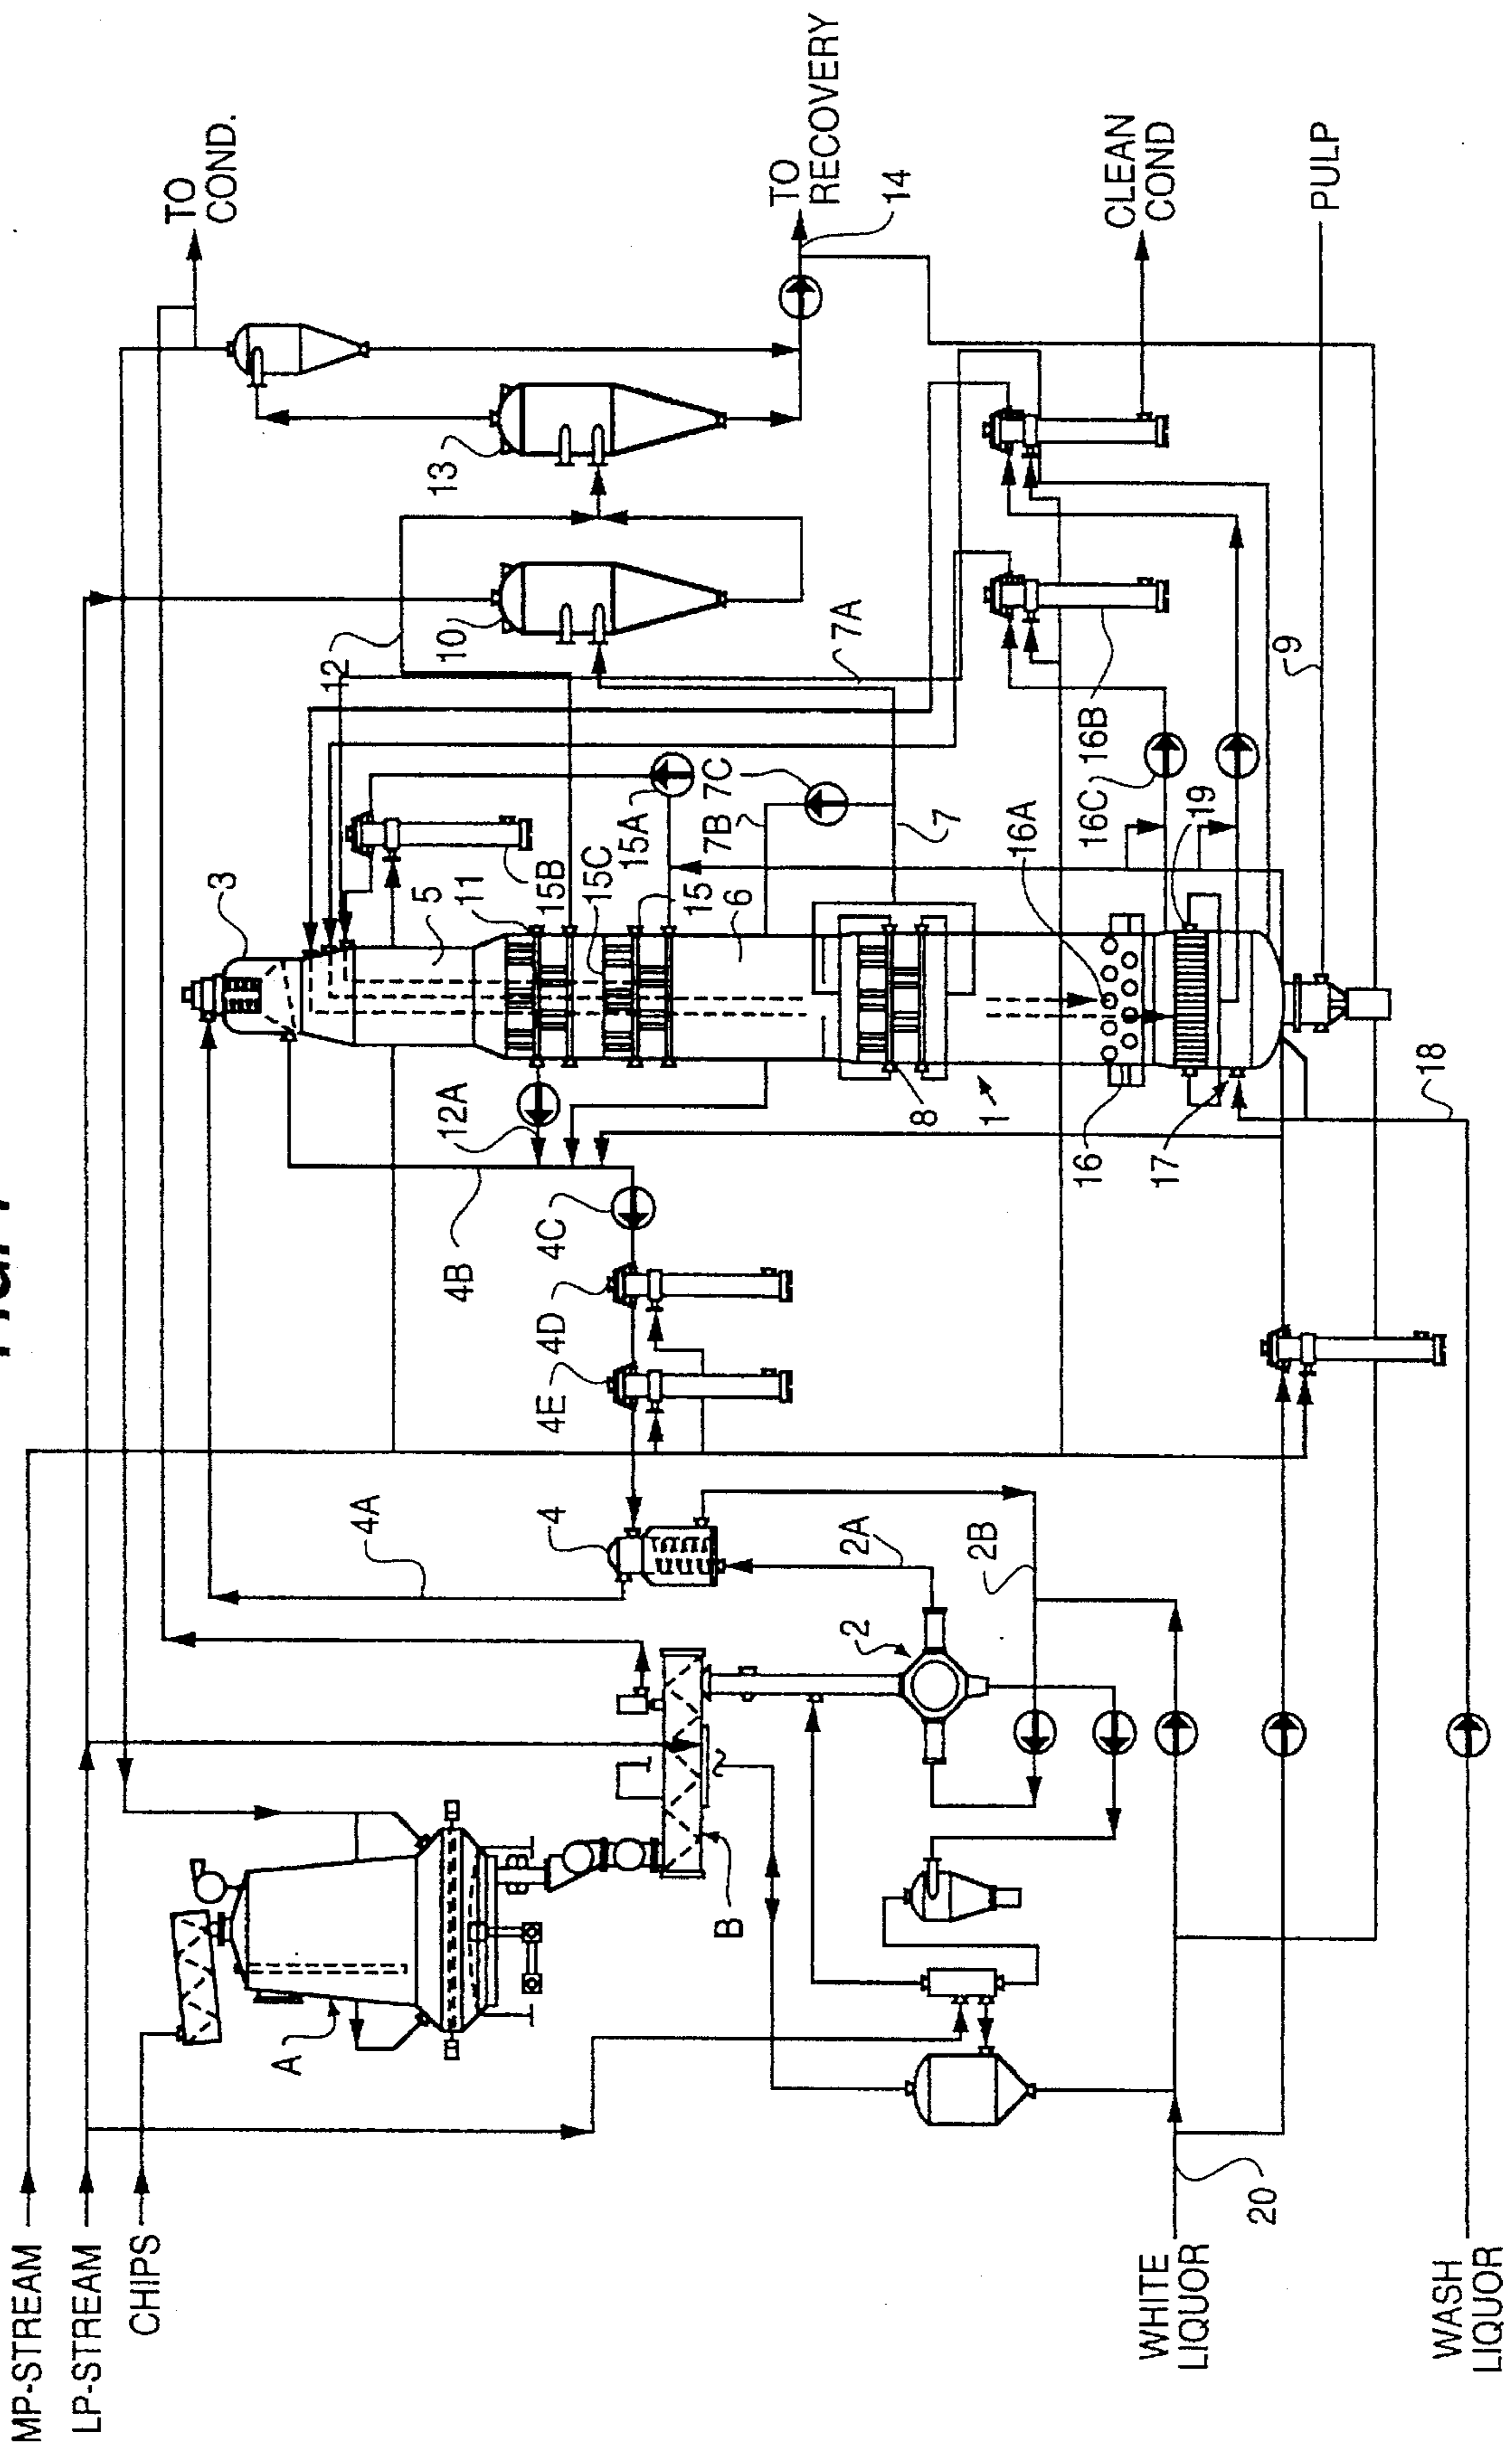 MP-STREAM
LP-STREAM
CHIPS
WHITE
LIQUOR
WASH
LIQUOR
TO
COND.
TO
RECOVERY
CLEAN
COND
PULP
A
B
20
2
2A
2B
4
4A
4B
4C
4D
4E
12A
3
5
11
15B
15C
15A
15
6
7B
7C
7
7A
8
1
16
16A
16C
16B
17
18
19
9
10
12
13
14